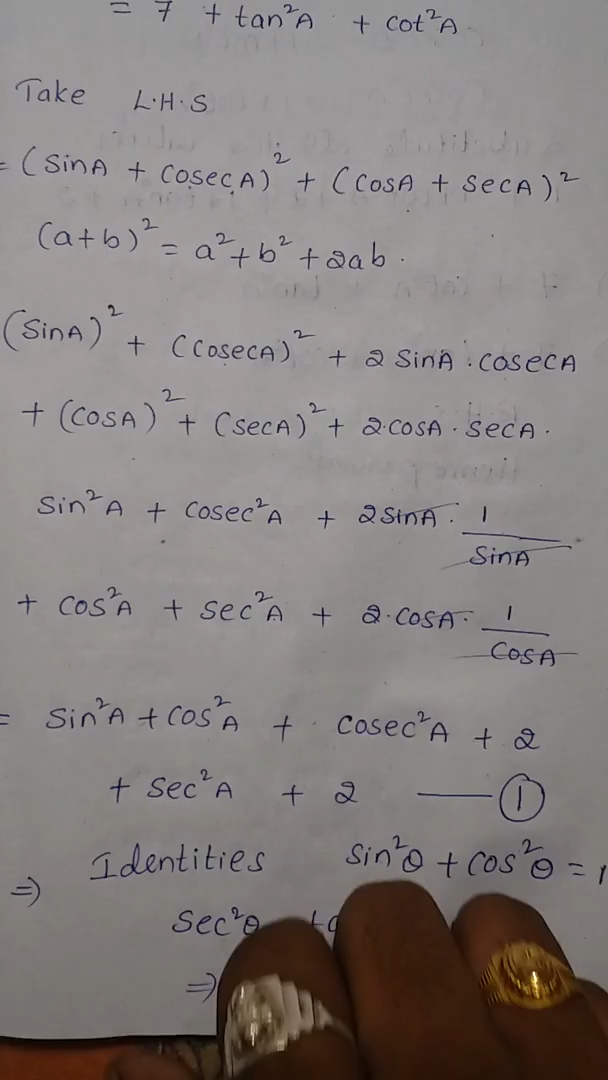 = 7 + tan²A + cot²A
Take L.H.S
= (sinA + cosecA)² + (cosA + secA)²
(a+b)² = a² + b² + 2ab.
(SinA)² + (cosecA)² + 2 sinA . cosecA
+ (cosA)² + (secA)² + 2.cosA . secA.
Sin²A + cosec²A + 2 sinA . 1/SinA
+ cos²A + sec²A + 2.cosA . 1/CosA
= Sin²A + cos²A + cosec²A + 2
+ sec²A + 2 — ①
⇒ Identities sin²θ + cos²θ = 1
Sec²θ
⇒